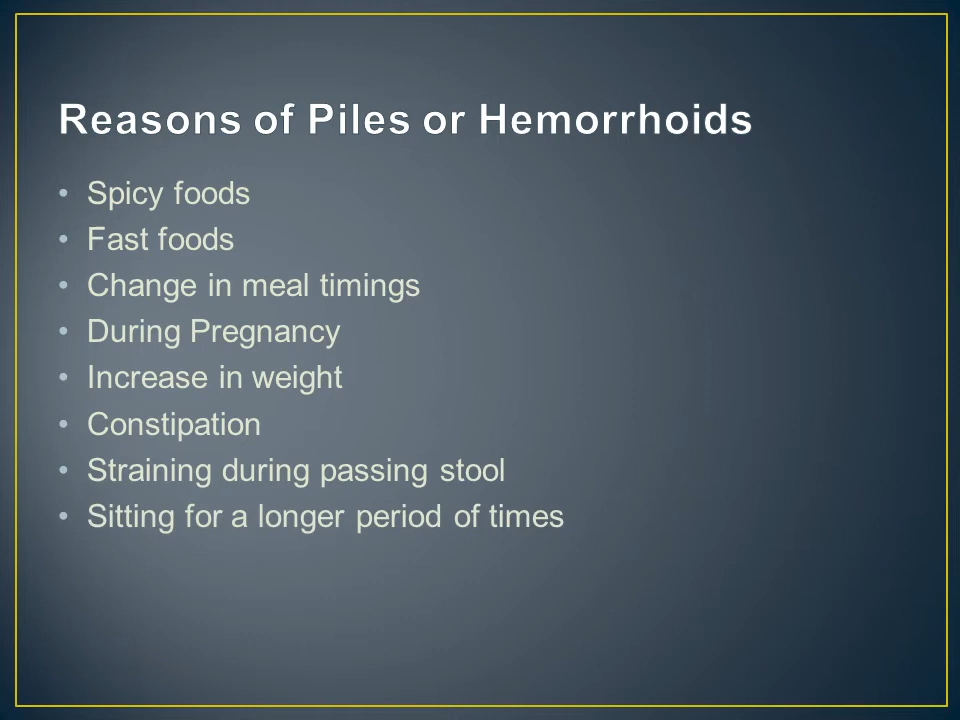 Reasons of Piles or Hemorrhoids
• Spicy foods
• Fast foods
• Change in meal timings
• During Pregnancy
• Increase in weight
• Constipation
• Straining during passing stool
• Sitting for a longer period of times